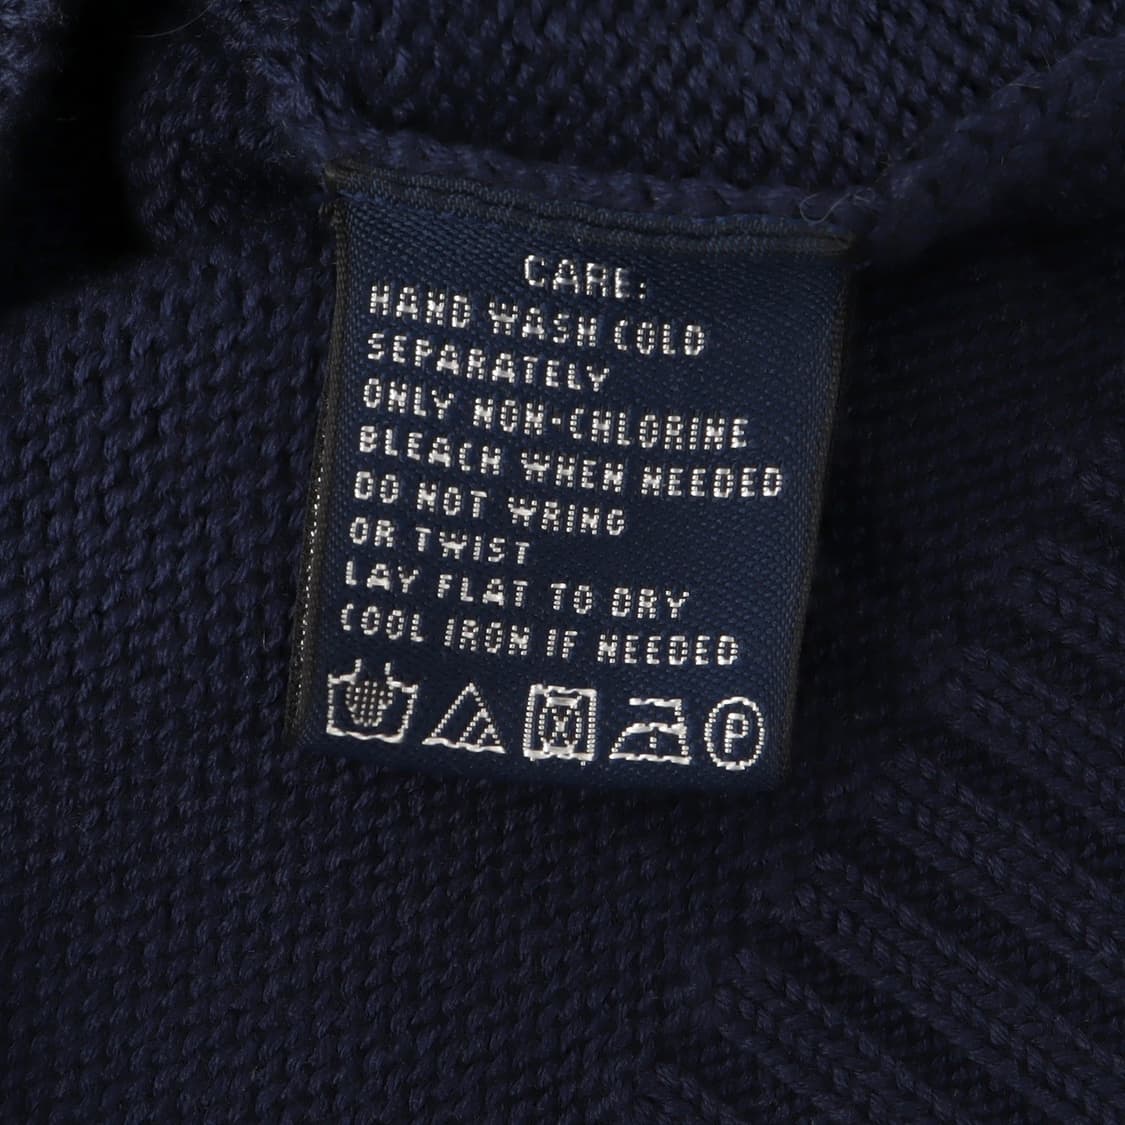 CARE:
HAND WASH COLD
SEPARATELY
ONLY NON-CHLORINE
BLEACH WHEN NEEDED
DO NOT WRING
OR TWIST
LAY FLAT TO DRY
COOL IRON IF NEEDED
P